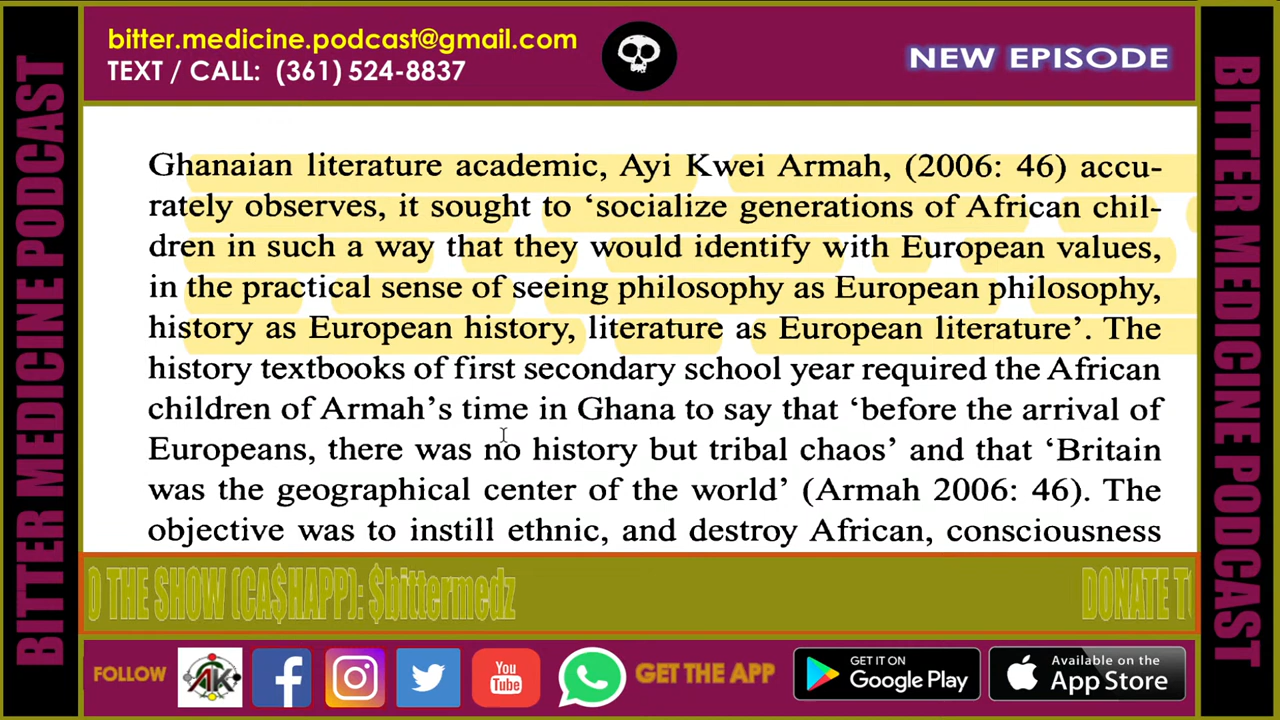 bitter.medicine.podcast@gmail.com
TEXT / CALL: (361) 524-8837
NEW EPISODE
BITTER MEDICINE PODCAST
Ghanaian literature academic, Ayi Kwei Armah, (2006: 46) accu-
rately observes, it sought to ‘socialize generations of African chil-
dren in such a way that they would identify with European values,
in the practical sense of seeing philosophy as European philosophy,
history as European history, literature as European literature’. The
history textbooks of first secondary school year required the African
children of Armah’s time in Ghana to say that ‘before the arrival of
Europeans, there was no history but tribal chaos’ and that ‘Britain
was the geographical center of the world’ (Armah 2006: 46). The
objective was to instill ethnic, and destroy African, consciousness
BITTER MEDICINE PODCAST
D THE SHOW (CA$HAPP): $bittermedz
DONATE T
FOLLOW
You
Tube
GET THE APP
GET IT ON
Google Play
Available on the
App Store